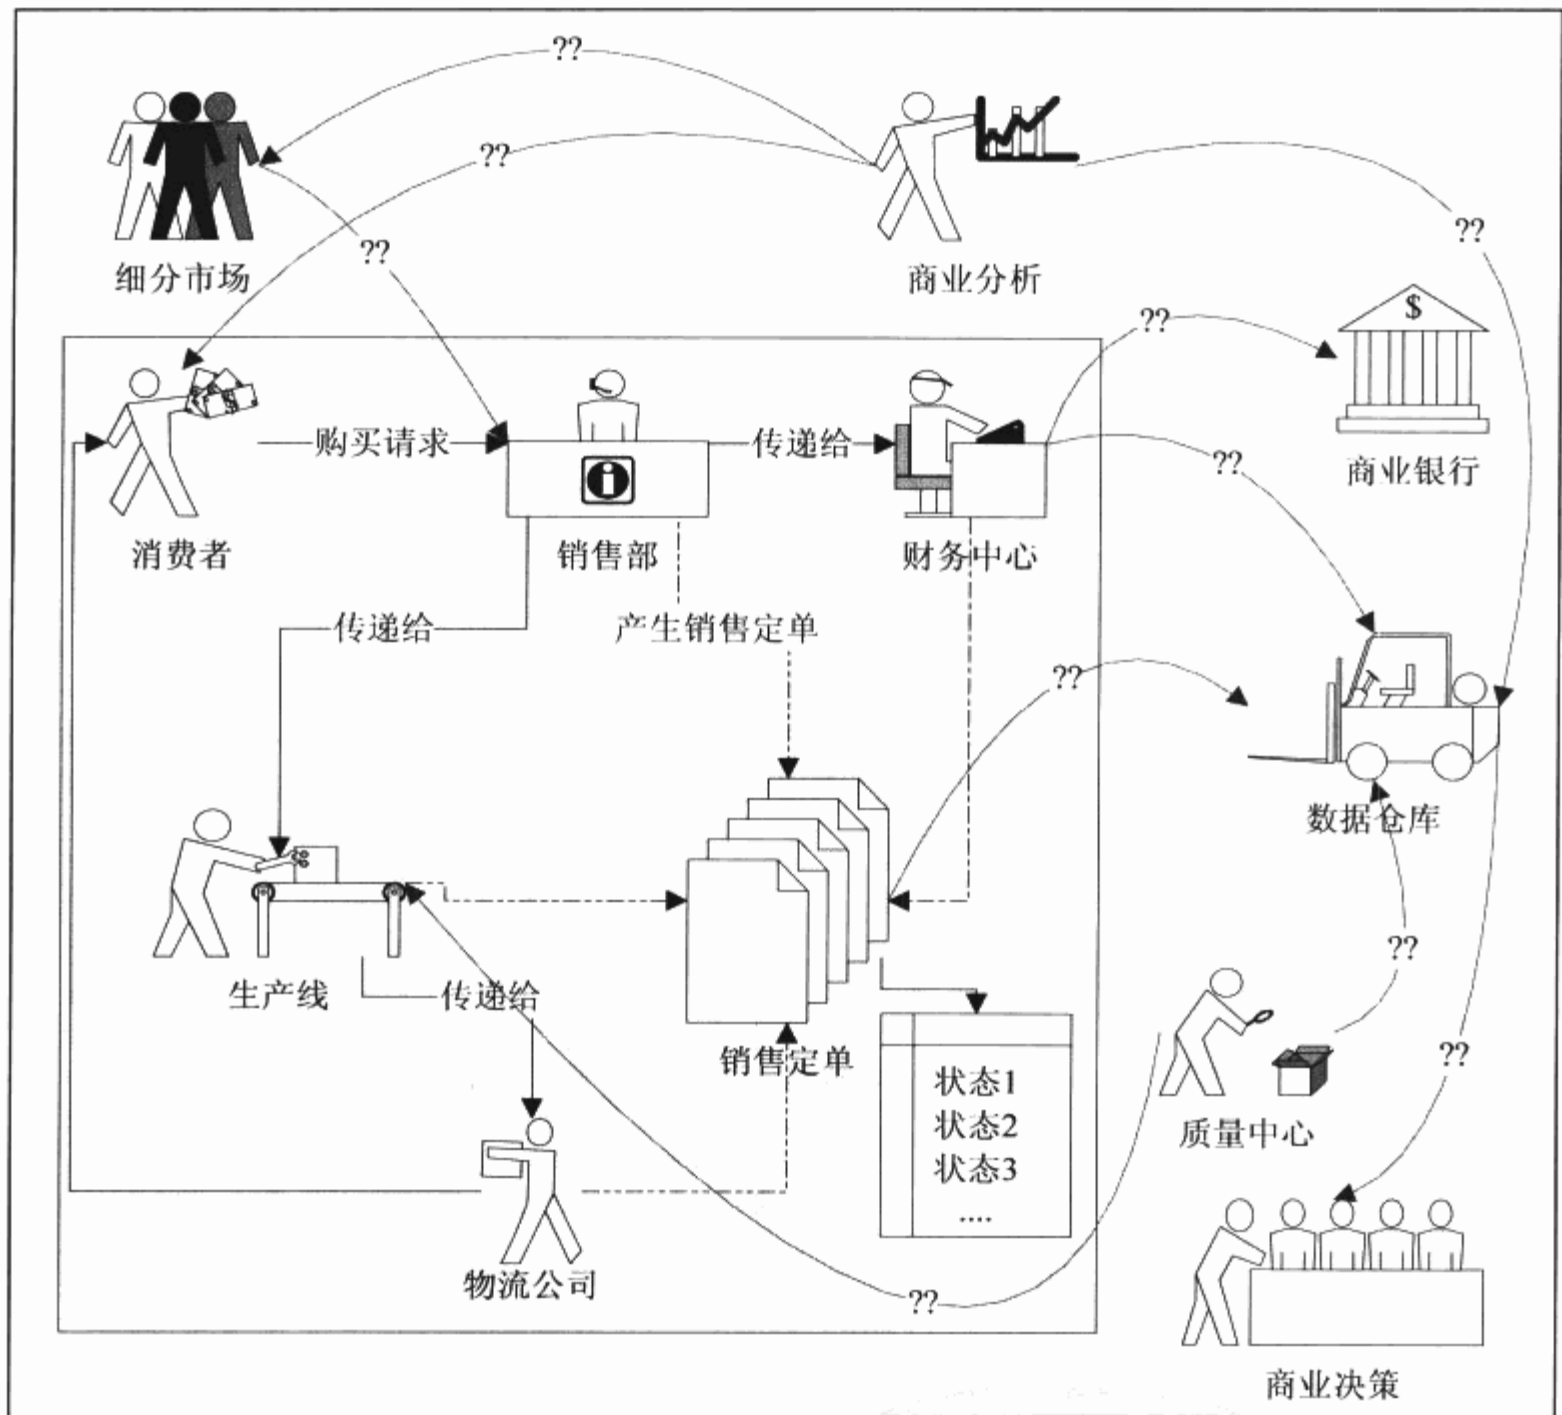 ??
??
??
??
细分市场
商业分析
$
??
购买请求
传递给
??
商业银行
消费者
销售部
财务中心
传递给
产生销售定单
??
数据仓库
??
生产线
传递给
销售定单
状态1
状态2
状态3
....
??
质量中心
物流公司
??
商业决策